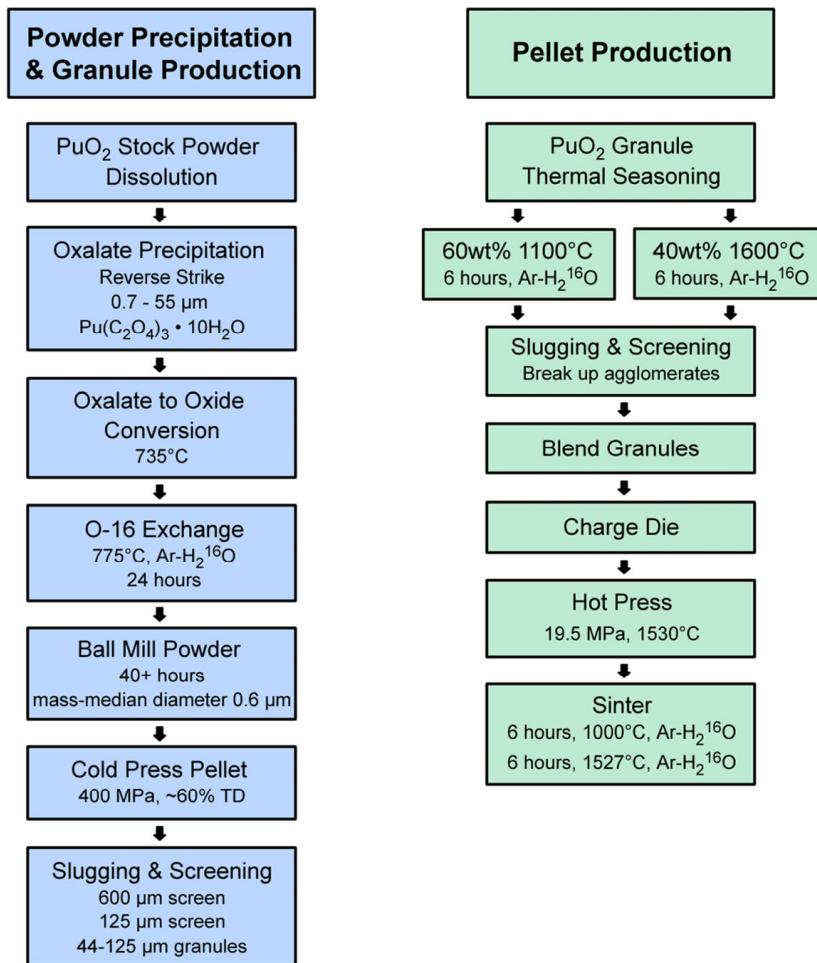 Powder Precipitation
& Granule Production
PuO₂ Stock Powder
Dissolution
Oxalate Precipitation
Reverse Strike
0.7 - 55 µm
Pu(C₂O₄)₃ • 10H₂O
Oxalate to Oxide
Conversion
735°C
O-16 Exchange
775°C, Ar-H₂¹⁶O
24 hours
Ball Mill Powder
40+ hours
mass-median diameter 0.6 µm
Cold Press Pellet
400 MPa, ~60% TD
Slugging & Screening
600 µm screen
125 µm screen
44-125 µm granules
Pellet Production
PuO₂ Granule
Thermal Seasoning
60wt% 1100°C
6 hours, Ar-H₂¹⁶O
40wt% 1600°C
6 hours, Ar-H₂¹⁶O
Slugging & Screening
Break up agglomerates
Blend Granules
Charge Die
Hot Press
19.5 MPa, 1530°C
Sinter
6 hours, 1000°C, Ar-H₂¹⁶O
6 hours, 1527°C, Ar-H₂¹⁶O